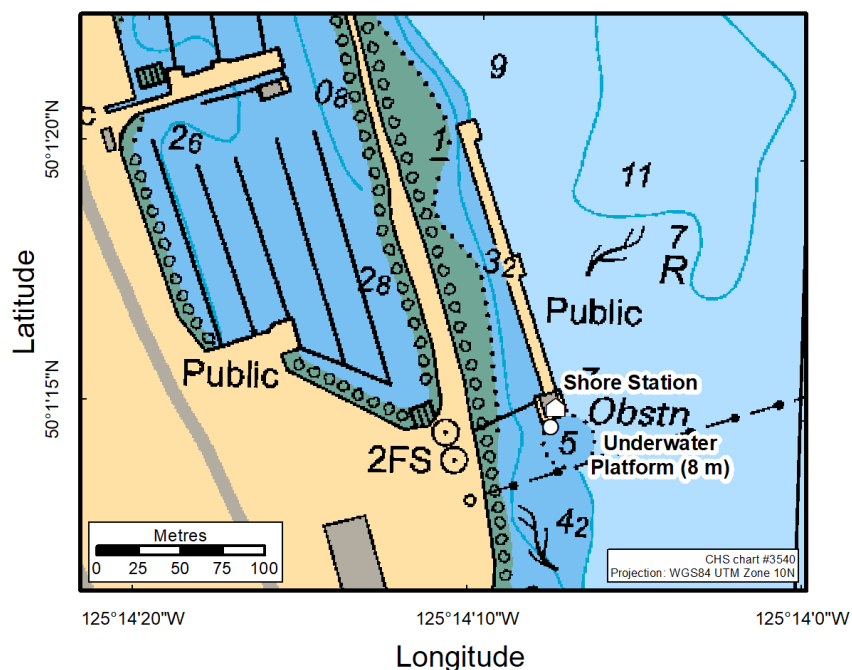 9
08
c
26
1
11
50°1'20"N
7
R
32
28
Public
Latitude
Public
Shore Station
50°1'15"N
Obstn
5
Underwater
Platform (8 m)
2FS
42
Metres
0 25 50 75 100
CHS chart #3540
Projection: WGS84 UTM Zone 10N
125°14'20"W 125°14'10"W 125°14'0"W
Longitude